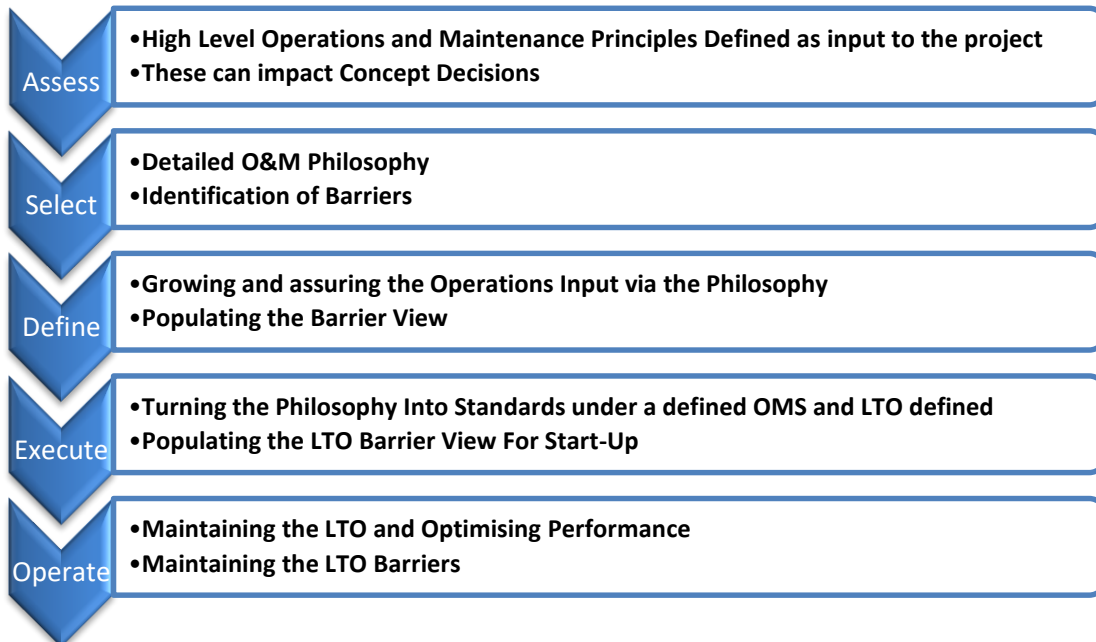 Assess
•High Level Operations and Maintenance Principles Defined as input to the project
•These can impact Concept Decisions
Select
•Detailed O&M Philosophy
•Identification of Barriers
Define
•Growing and assuring the Operations Input via the Philosophy
•Populating the Barrier View
Execute
•Turning the Philosophy Into Standards under a defined OMS and LTO defined
•Populating the LTO Barrier View For Start-Up
Operate
•Maintaining the LTO and Optimising Performance
•Maintaining the LTO Barriers